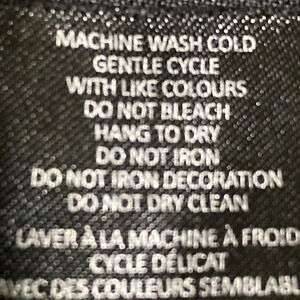 MACHINE WASH COLD
GENTLE CYCLE
WITH LIKE COLOURS
DO NOT BLEACH
HANG TO DRY
DO NOT IRON
DO NOT IRON DECORATION
DO NOT DRY CLEAN
LAVER À LA MACHINE À FROID
CYCLE DÉLICAT
AVEC DES COULEURS SEMBLABL